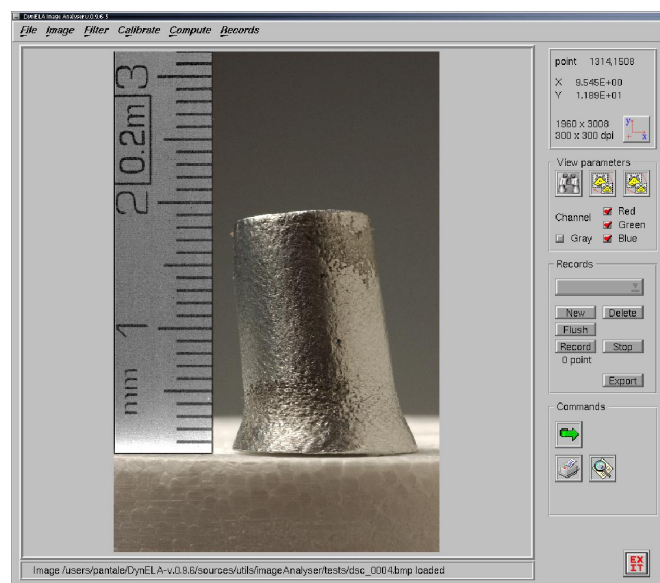 DynELA Image Analyser v.0.9.6-5
File Image Filter Calibrate Compute Records
3
0.2m
2
1
mm
point 1314,1508
X 9.545E+00
Y 1.189E+01
1960 x 3008
300 x 300 dpi
y
x
View parameters
Channel
Red
Green
Gray
Blue
Records
New Delete
Flush
Record Stop
0 point
Export
Commands
EX
IT
Image /users/pantale/DynELA-v.0.9.6/sources/utils/imageAnalyser/tests/dsc_0004.bmp loaded